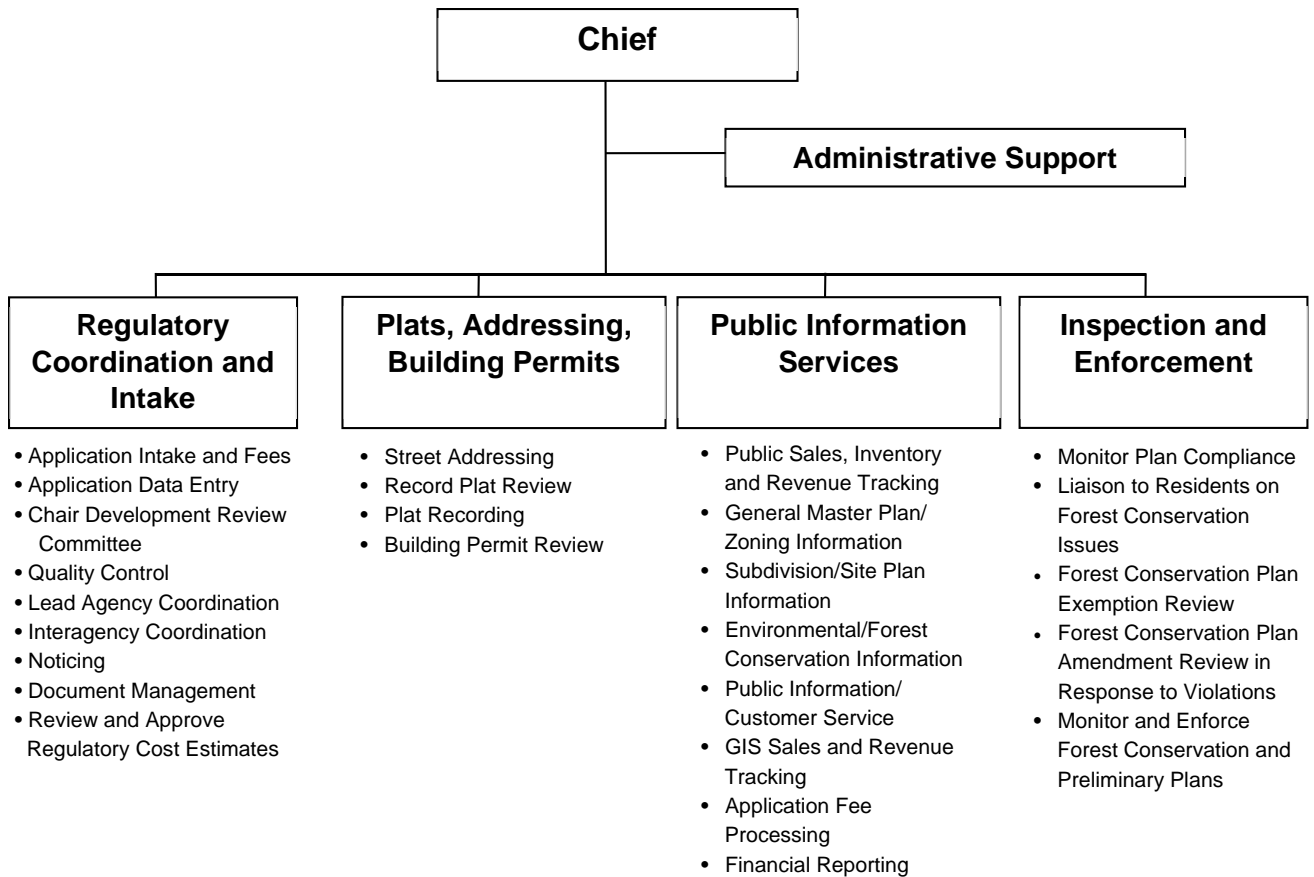 Chief
Administrative Support
Regulatory
Coordination and
Intake
• Application Intake and Fees
• Application Data Entry
• Chair Development Review
Committee
• Quality Control
• Lead Agency Coordination
• Interagency Coordination
• Noticing
• Document Management
• Review and Approve
Regulatory Cost Estimates
Plats, Addressing,
Building Permits
• Street Addressing
• Record Plat Review
• Plat Recording
• Building Permit Review
Public Information
Services
• Public Sales, Inventory
and Revenue Tracking
• General Master Plan/
Zoning Information
• Subdivision/Site Plan
Information
• Environmental/Forest
Conservation Information
• Public Information/
Customer Service
• GIS Sales and Revenue
Tracking
• Application Fee
Processing
• Financial Reporting
Inspection and
Enforcement
• Monitor Plan Compliance
• Liaison to Residents on
Forest Conservation
Issues
• Forest Conservation Plan
Exemption Review
• Forest Conservation Plan
Amendment Review in
Response to Violations
• Monitor and Enforce
Forest Conservation and
Preliminary Plans